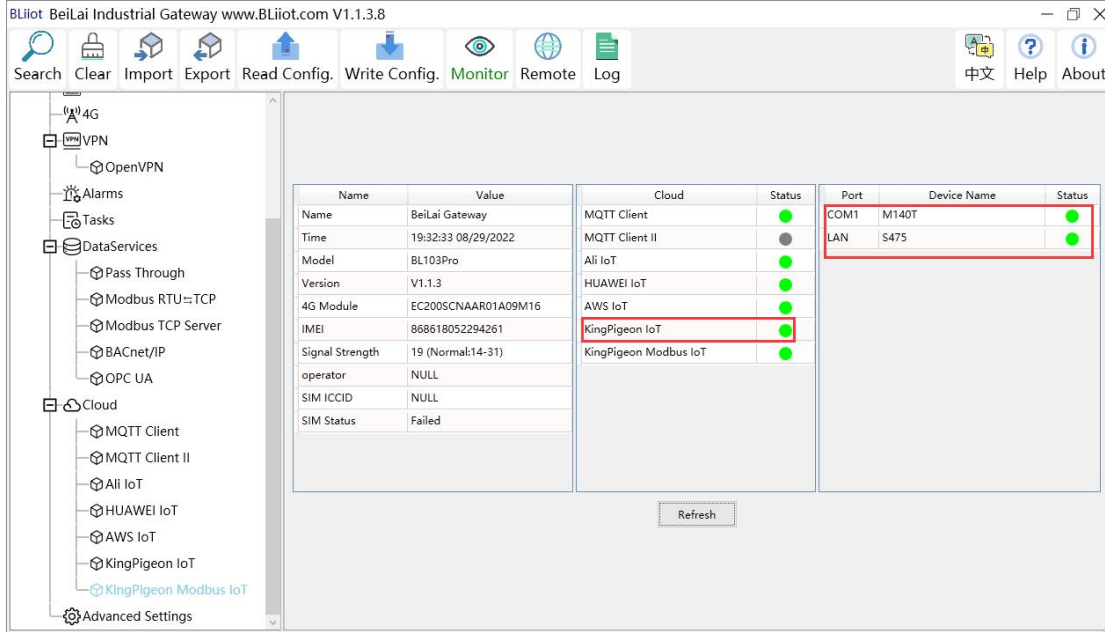 BLiiot BeiLai Industrial Gateway www.BLiiot.com V1.1.3.8
Search Clear Import Export Read Config. Write Config. Monitor Remote Log 中文 Help About
4G
VPN VPN
OpenVPN
Alarms
Tasks
DataServices
Pass Through
Modbus RTU⇆TCP
Modbus TCP Server
BACnet/IP
OPC UA
Cloud
MQTT Client
MQTT Client II
Ali IoT
HUAWEI IoT
AWS IoT
KingPigeon IoT
KingPigeon Modbus IoT
Advanced Settings
Name Value
Name BeiLai Gateway
Time 19:32:33 08/29/2022
Model BL103Pro
Version V1.1.3
4G Module EC200SCNAAR01A09M16
IMEI 868618052294261
Signal Strength 19 (Normal:14-31)
operator NULL
SIM ICCID NULL
SIM Status Failed
Cloud Status
MQTT Client
MQTT Client II
Ali IoT
HUAWEI IoT
AWS IoT
KingPigeon IoT
KingPigeon Modbus IoT
Port Device Name Status
COM1 M140T
LAN S475
Refresh